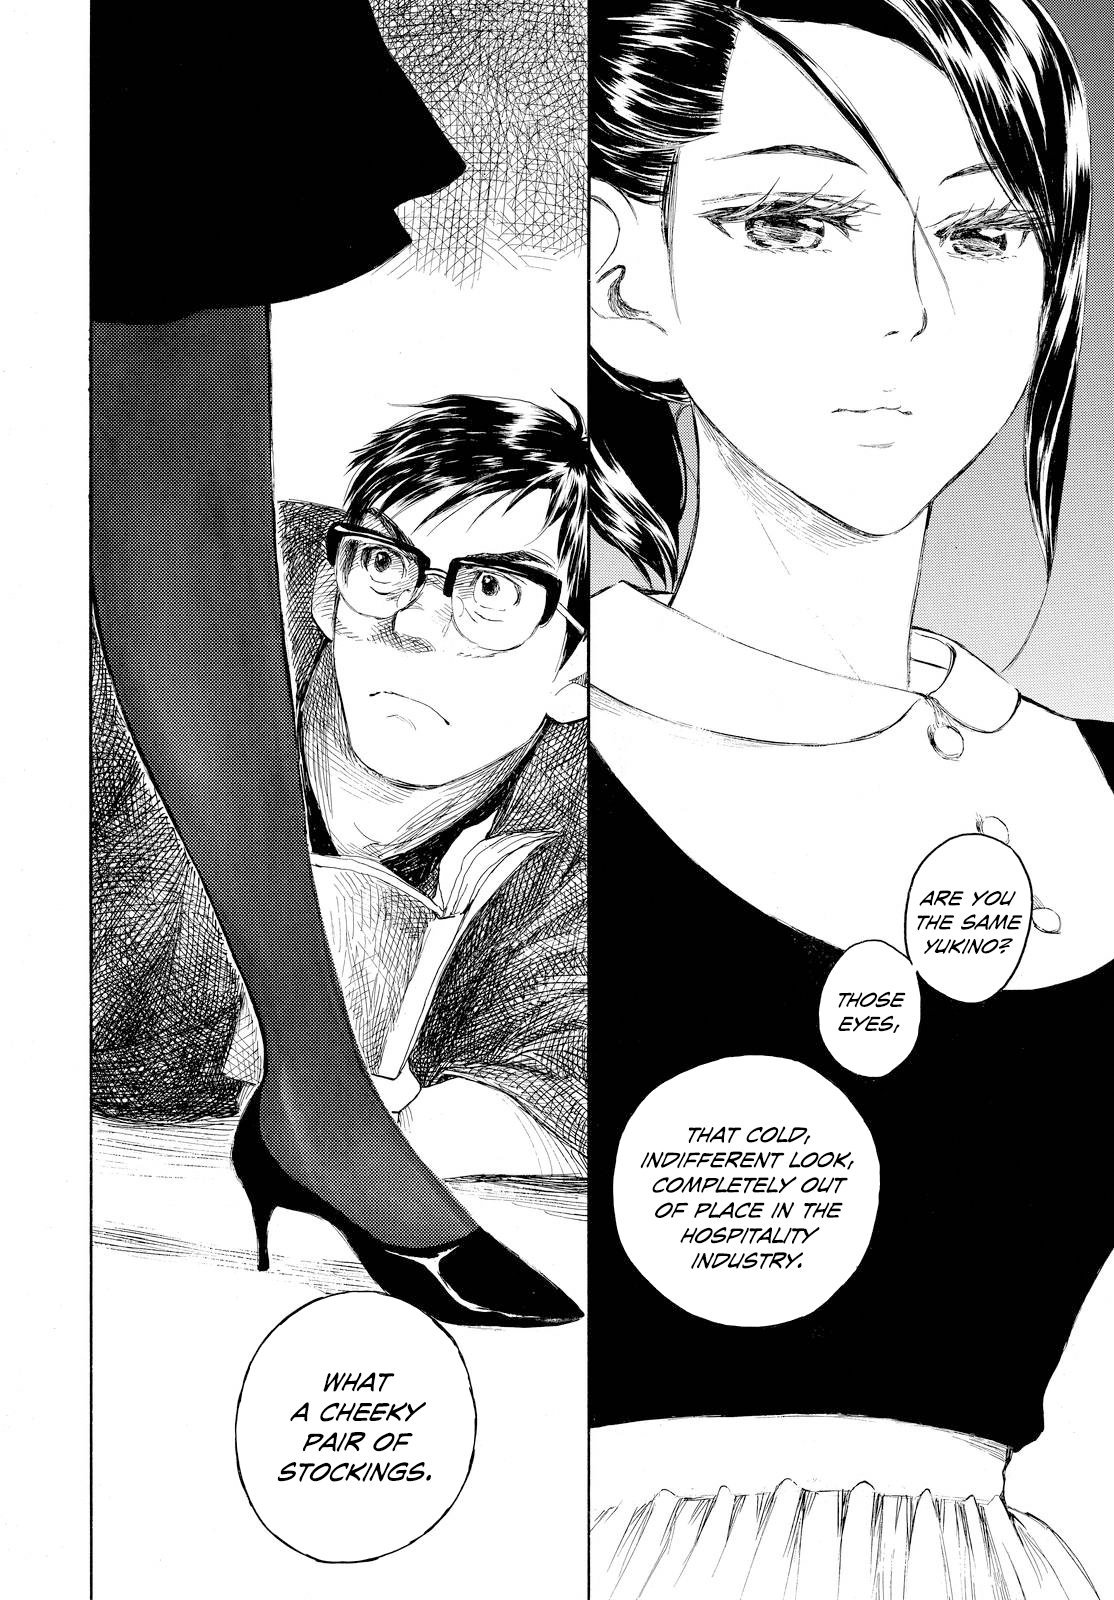 ARE YOU
THE SAME
YUKINO?
THOSE
EYES,
THAT COLD,
INDIFFERENT LOOK,
COMPLETELY OUT
OF PLACE IN THE
HOSPITALITY
INDUSTRY.
WHAT
A CHEEKY
PAIR OF
STOCKINGS.